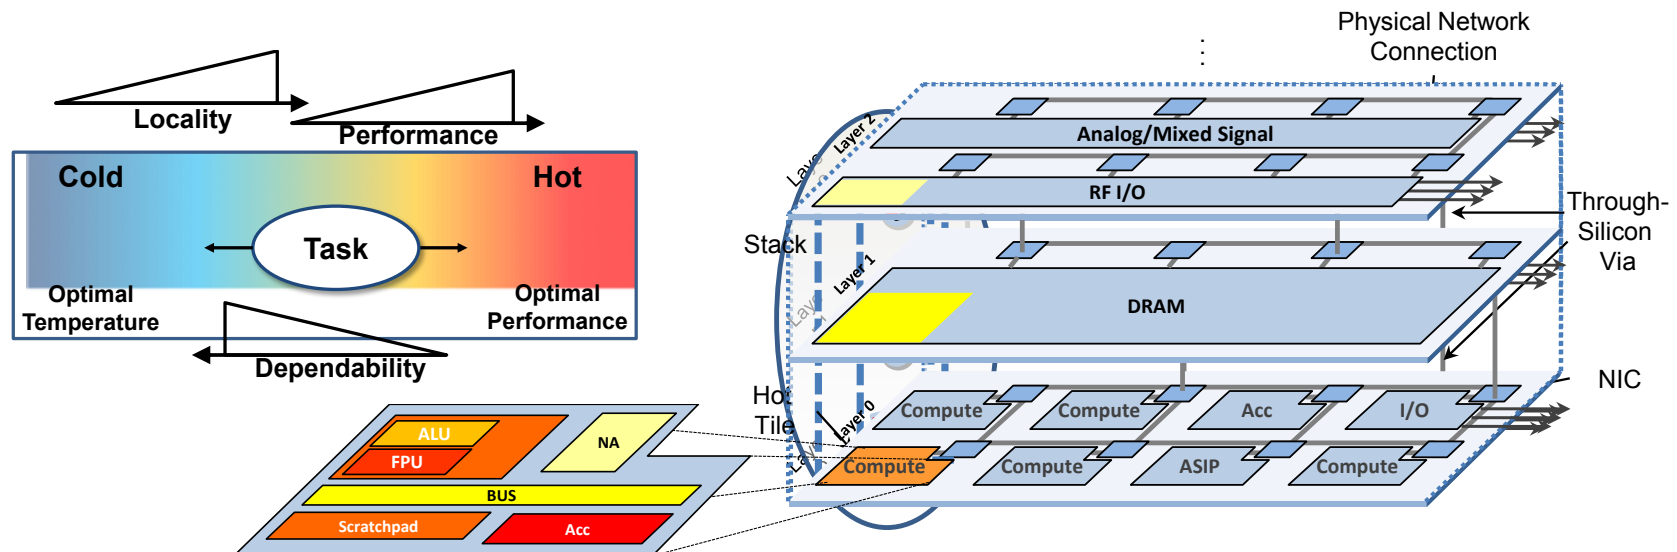 Locality
Performance
Cold
Hot
Task
Optimal
Temperature
Optimal
Performance
Dependability
ALU
FPU
NA
BUS
Scratchpad
Acc
Physical Network
Connection
Layer 2
Analog/Mixed Signal
RF I/O
Through-
Silicon
Via
Stack
Layer 1
DRAM
NIC
Hot
Tile
Layer 0
Compute
Compute
Acc
I/O
Compute
Compute
ASIP
Compute